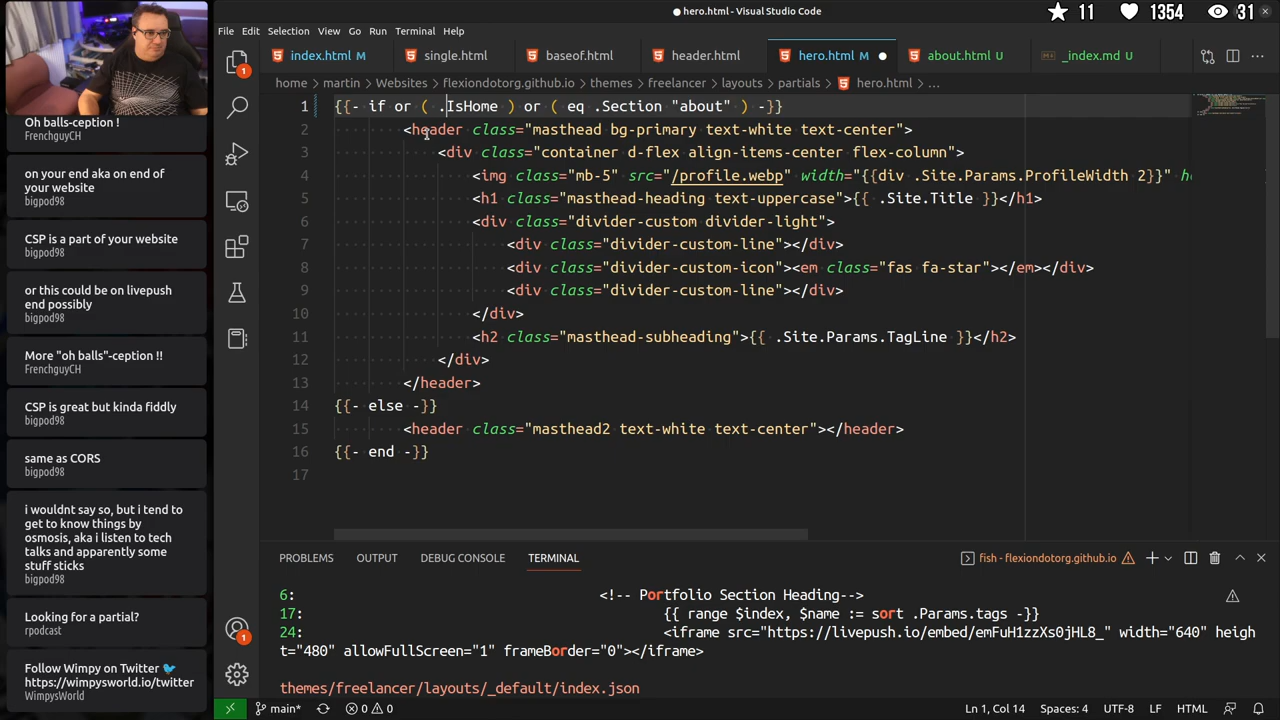 hero.html - Visual Studio Code
11 1354 31
File Edit Selection View Go Run Terminal Help
index.html M single.html baseof.html header.html hero.html M about.html U _index.md U
home › martin › Websites › flexiondotorg.github.io › themes › freelancer › layouts › partials › hero.html › …
1 {{- if or ( .IsHome ) or ( eq .Section "about" ) -}}
2 <header class="masthead bg-primary text-white text-center">
3 <div class="container d-flex align-items-center flex-column">
4 <img class="mb-5" src="/profile.webp" width="{{div .Site.Params.ProfileWidth 2}}" he
5 <h1 class="masthead-heading text-uppercase">{{ .Site.Title }}</h1>
6 <div class="divider-custom divider-light">
7 <div class="divider-custom-line"></div>
8 <div class="divider-custom-icon"><em class="fas fa-star"></em></div>
9 <div class="divider-custom-line"></div>
10 </div>
11 <h2 class="masthead-subheading">{{ .Site.Params.TagLine }}</h2>
12 </div>
13 </header>
14 {{- else -}}
15 <header class="masthead2 text-white text-center"></header>
16 {{- end -}}
17
Oh balls-ception !
FrenchguyCH
on your end aka on end of
your website
bigpod98
CSP is a part of your website
bigpod98
or this could be on livepush
end possibly
bigpod98
More "oh balls"-ception !!
FrenchguyCH
CSP is great but kinda fiddly
bigpod98
same as CORS
bigpod98
i wouldnt say so, but i tend to
get to know things by
osmosis, aka i listen to tech
talks and apparently some
stuff sticks
bigpod98
Looking for a partial?
rpodcast
Follow Wimpy on Twitter 🐦
https://wimpysworld.io/twitter
WimpysWorld
1
1
PROBLEMS OUTPUT DEBUG CONSOLE TERMINAL
fish - flexiondotorg.github.io
6: <!-- Portfolio Section Heading-->
17: {{ range $index, $name := sort .Params.tags -}}
24: <iframe src="https://livepush.io/embed/emFuH1zzXs0jHL8_" width="640" heigh
t="480" allowFullScreen="1" frameBorder="0"></iframe>
themes/freelancer/layouts/_default/index.json
main* 0 0 Ln 1, Col 14 Spaces: 4 UTF-8 LF HTML